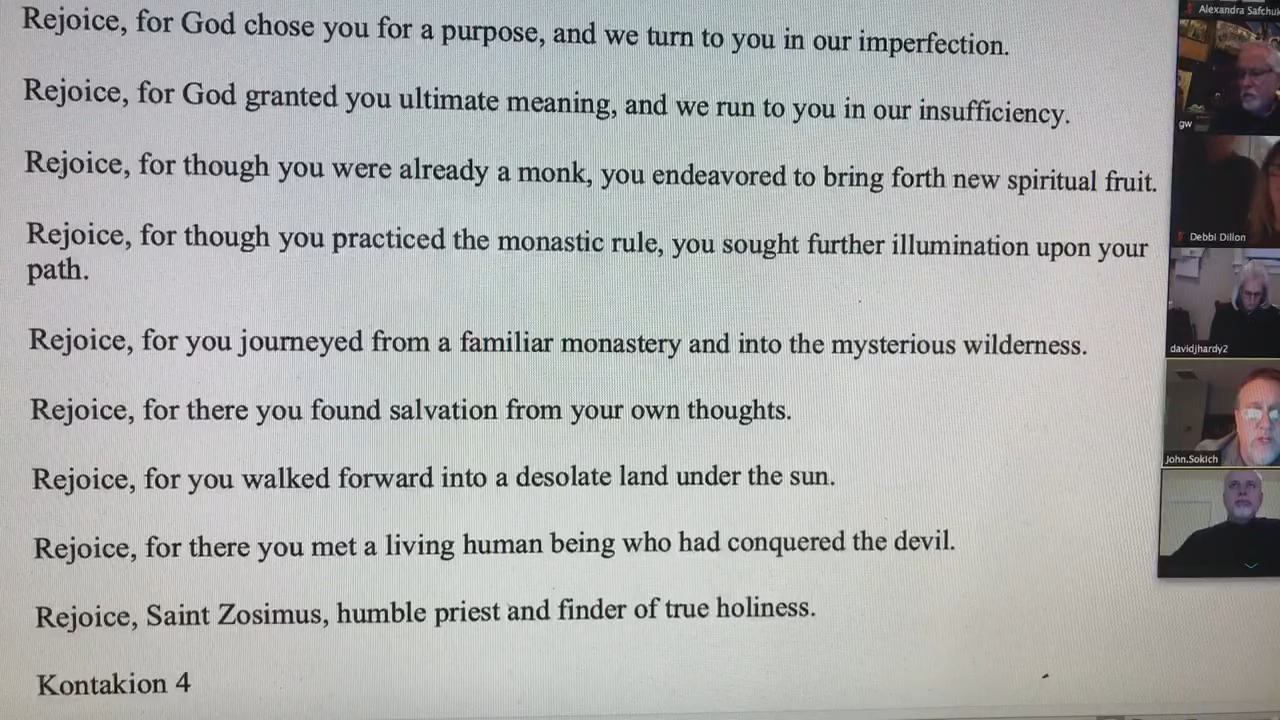 Rejoice, for God chose you for a purpose, and we turn to you in our imperfection.
Rejoice, for God granted you ultimate meaning, and we run to you in our insufficiency.
Rejoice, for though you were already a monk, you endeavored to bring forth new spiritual fruit.
Rejoice, for though you practiced the monastic rule, you sought further illumination upon your
path.
Rejoice, for you journeyed from a familiar monastery and into the mysterious wilderness.
Rejoice, for there you found salvation from your own thoughts.
Rejoice, for you walked forward into a desolate land under the sun.
Rejoice, for there you met a living human being who had conquered the devil.
Rejoice, Saint Zosimus, humble priest and finder of true holiness.
Kontakion 4
Alexandra Safchuk
gw
Debbi Dillon
davidjhardy2
John.Sokich